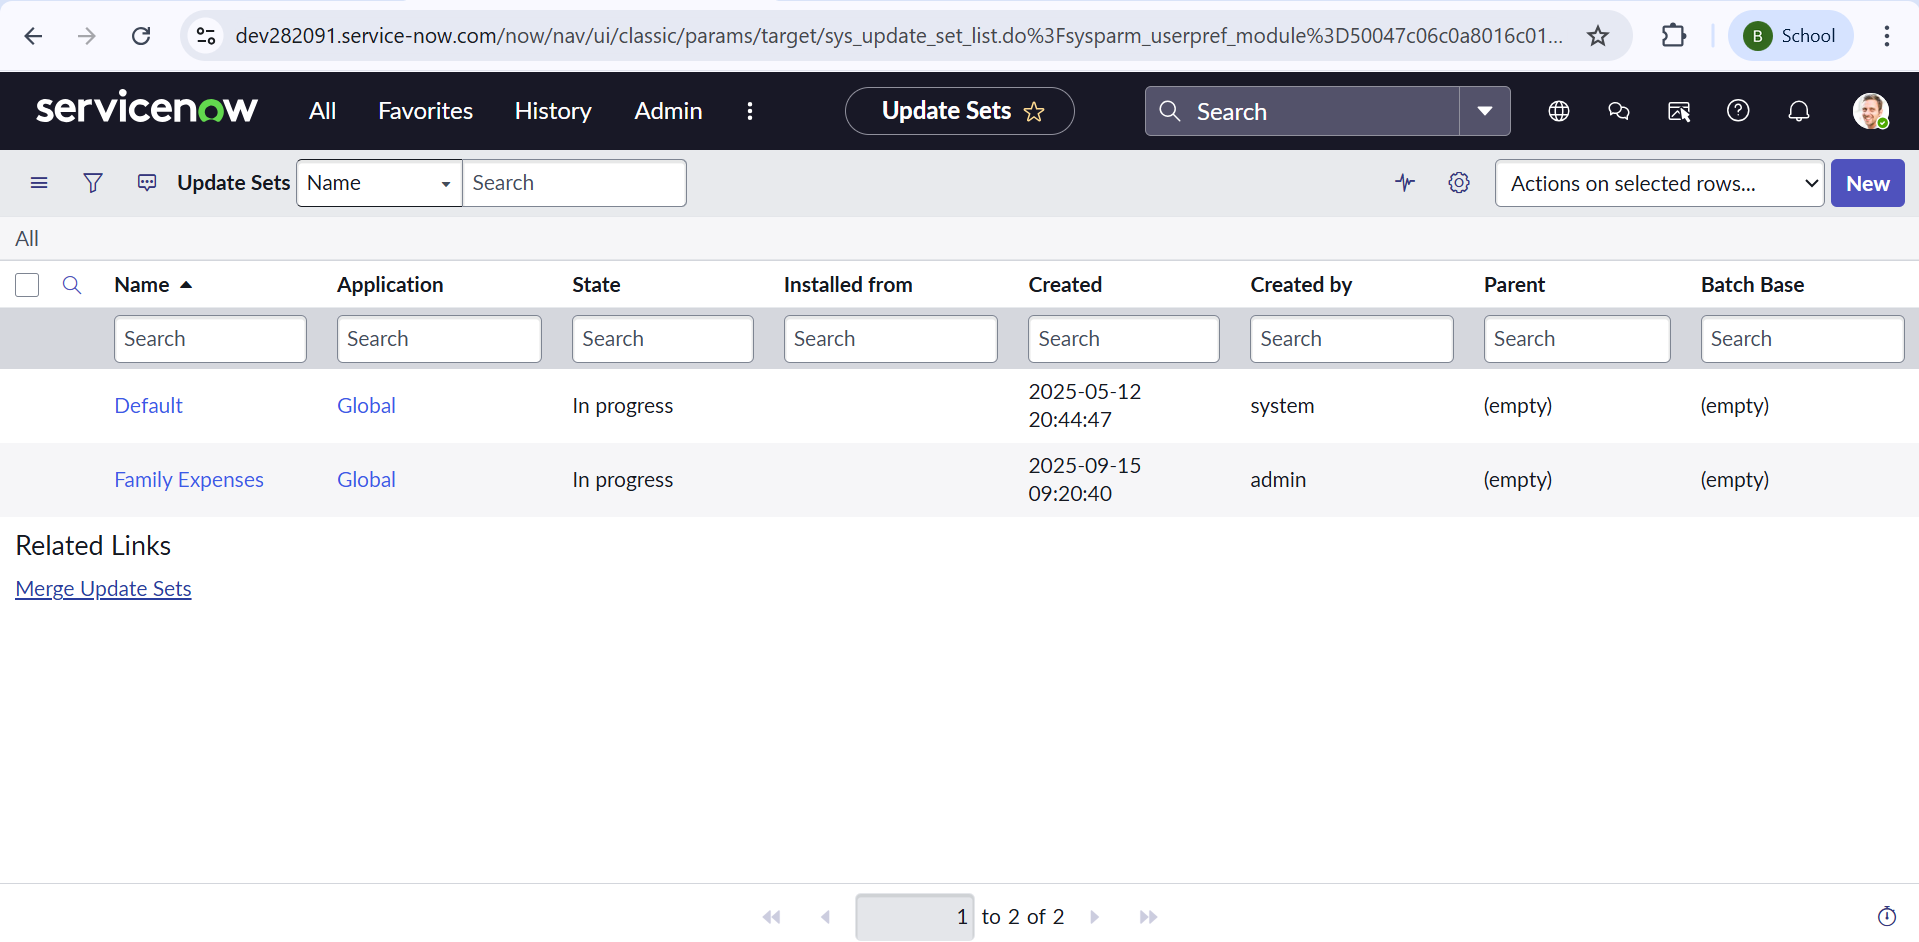 dev282091.service-now.com/now/nav/ui/classic/params/target/sys_update_set_list.do%3Fsysparm_userpref_module%3D50047c06c0a8016c01...
B School
servicenow All Favorites History Admin Update Sets Search
Update Sets Name Search Actions on selected rows... New
All
Name Application State Installed from Created Created by Parent Batch Base
Search Search Search Search Search Search Search Search
Default Global In progress 2025-05-12 20:44:47 system (empty) (empty)
Family Expenses Global In progress 2025-09-15 09:20:40 admin (empty) (empty)
Related Links
Merge Update Sets
1 to 2 of 2